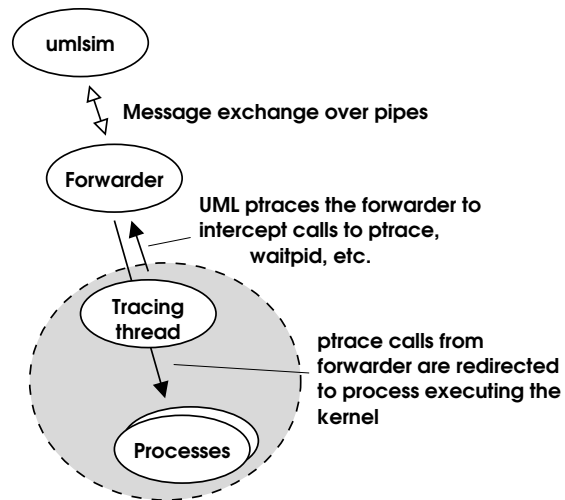 umlsim
Message exchange over pipes
Forwarder
UML ptraces the forwarder to
intercept calls to ptrace,
waitpid, etc.
Tracing
thread
ptrace calls from
forwarder are redirected
to process executing the
kernel
Processes